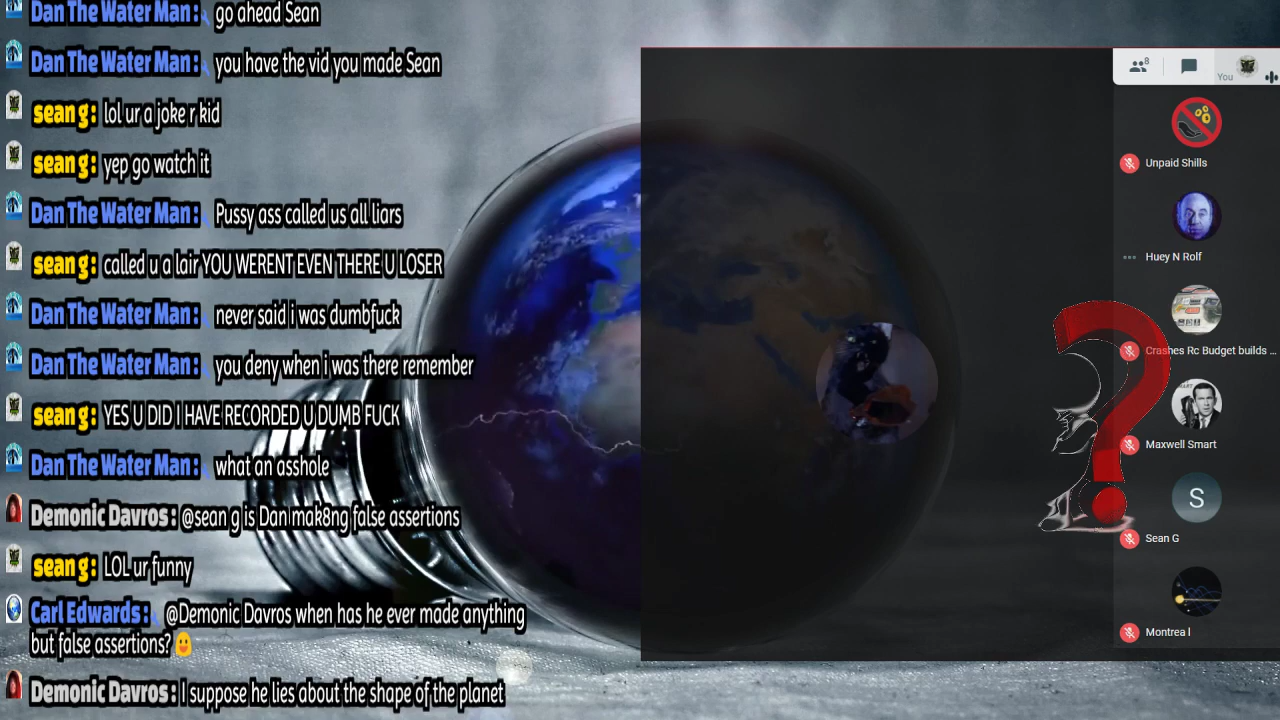 Dan The Water Man: go ahead Sean
Dan The Water Man: you have the vid you made Sean
sean g: lol ur a joke r kid
sean g: yep go watch it
Dan The Water Man: Pussy ass called us all liars
sean g: called u a lair YOU WERENT EVEN THERE U LOSER
Dan The Water Man: never said i was dumbfuck
Dan The Water Man: you deny when i was there remember
sean g: YES U DID I HAVE RECORDED U DUMB FUCK
Dan The Water Man: what an asshole
Demonic Davros: @sean g is Dan mak8ng false assertions
sean g: LOL ur funny
Carl Edwards: @Demonic Davros when has he ever made anything
but false assertions?
Demonic Davros: I suppose he lies about the shape of the planet
8
You
Unpaid Shills
Huey N Rolf
Crashes Rc Budget builds ...
Maxwell Smart
S
Sean G
Montrea l